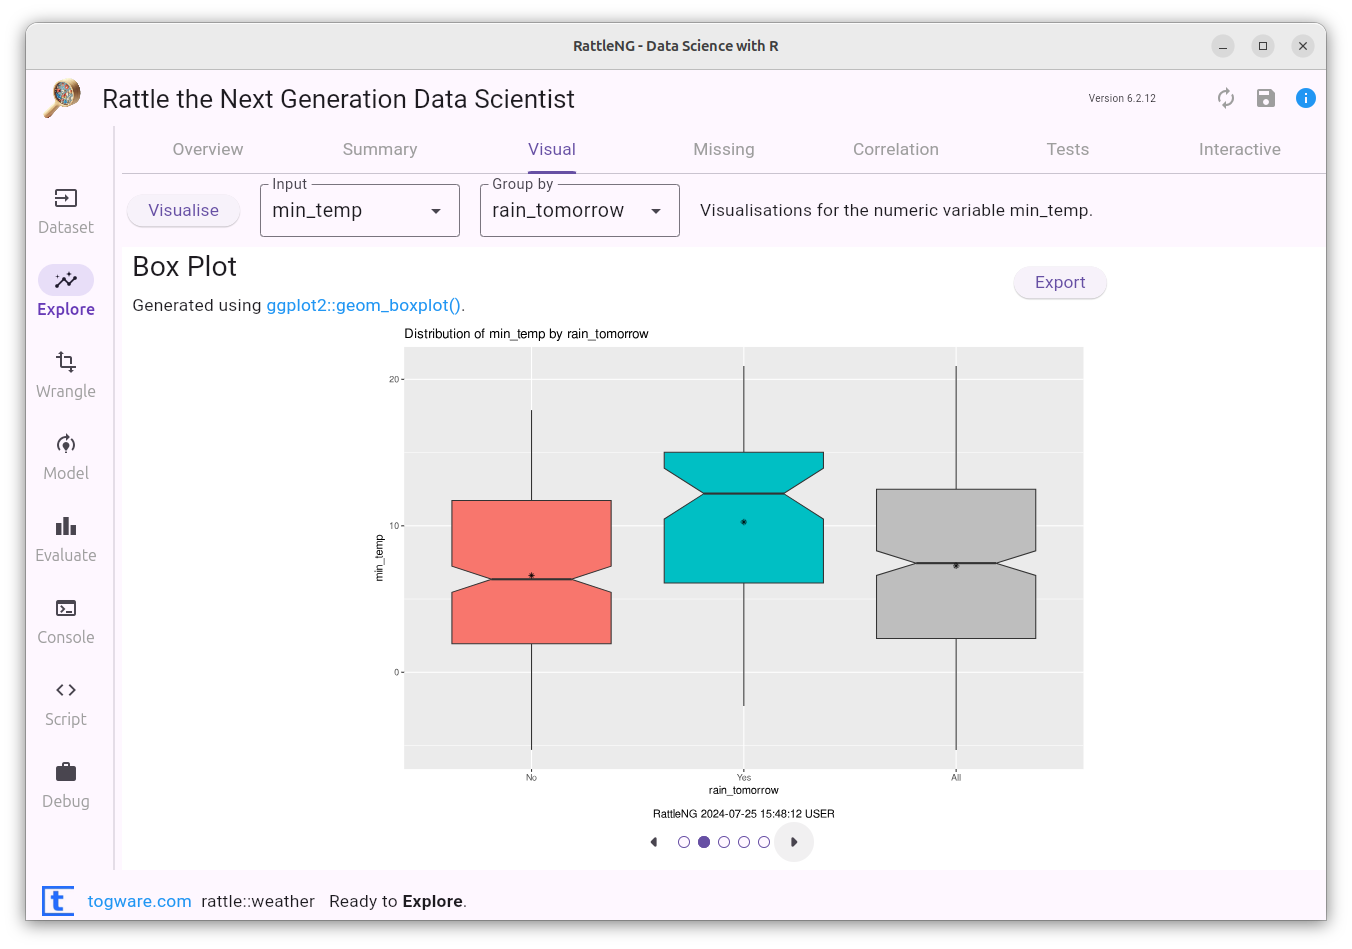 RattleNG - Data Science with R
Rattle the Next Generation Data Scientist
Version 6.2.12
Overview Summary Visual Missing Correlation Tests Interactive
Dataset
Explore
Wrangle
Model
Evaluate
Console
Script
Debug
Visualise
Input
min_temp
Group by
rain_tomorrow
Visualisations for the numeric variable min_temp.
Box Plot
Export
Generated using ggplot2::geom_boxplot().
Distribution of min_temp by rain_tomorrow
20
10
0
min_temp
No Yes All
rain_tomorrow
RattleNG 2024-07-25 15:48:12 USER
t
togware.com rattle::weather Ready to Explore.